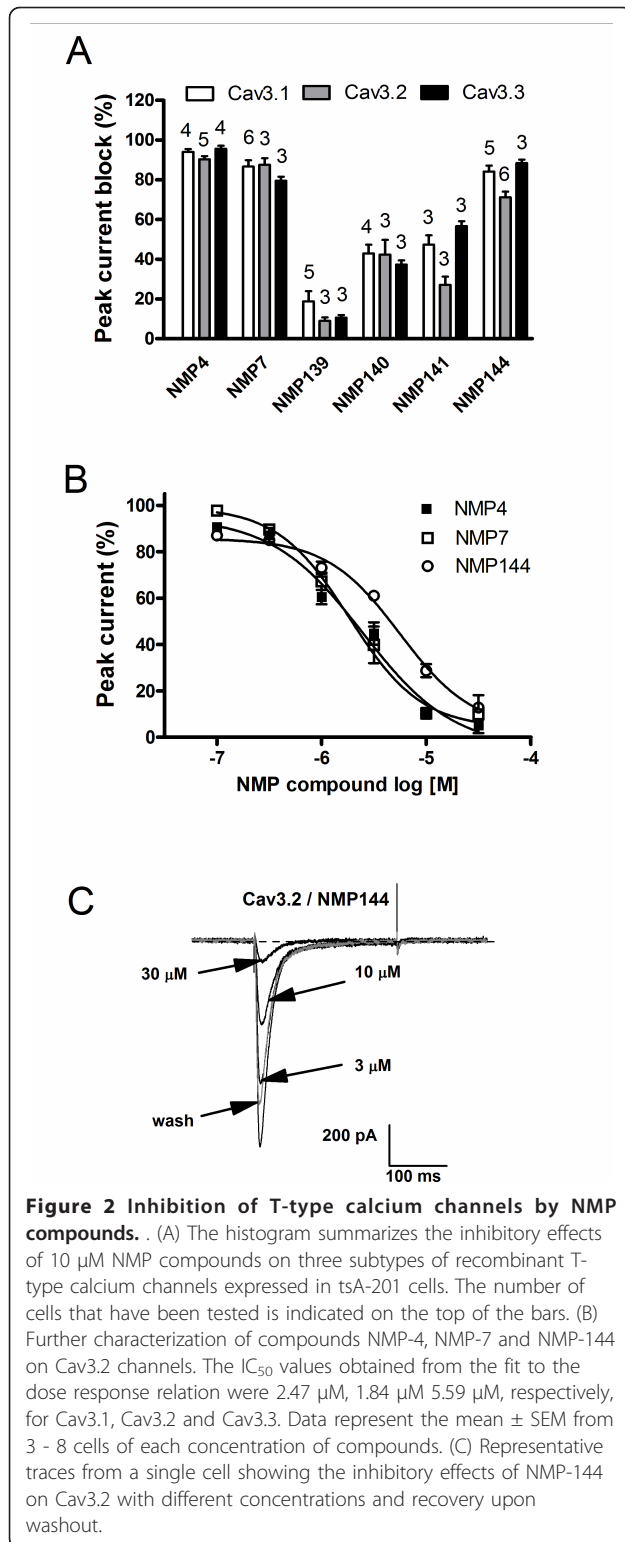 A
Cav3.1 Cav3.2 Cav3.3
Peak current block (%)
120
100
80
60
40
20
0
4 5 4 6 3 3 5 3 3 4 3 3 3 3 3 5 6 3
NMP4 NMP7 NMP139 NMP140 NMP141 NMP144
B
Peak current (%)
100
80
60
40
20
0
NMP4
NMP7
NMP144
-7 -6 -5 -4
NMP compound log [M]
C
Cav3.2 / NMP144
30 µM
10 µM
3 µM
wash
200 pA
100 ms
Figure 2 Inhibition of T-type calcium channels by NMP
compounds. . (A) The histogram summarizes the inhibitory effects
of 10 µM NMP compounds on three subtypes of recombinant T-
type calcium channels expressed in tsA-201 cells. The number of
cells that have been tested is indicated on the top of the bars. (B)
Further characterization of compounds NMP-4, NMP-7 and NMP-144
on Cav3.2 channels. The IC50 values obtained from the fit to the
dose response relation were 2.47 µM, 1.84 µM 5.59 µM, respectively,
for Cav3.1, Cav3.2 and Cav3.3. Data represent the mean ± SEM from
3 - 8 cells of each concentration of compounds. (C) Representative
traces from a single cell showing the inhibitory effects of NMP-144
on Cav3.2 with different concentrations and recovery upon
washout.